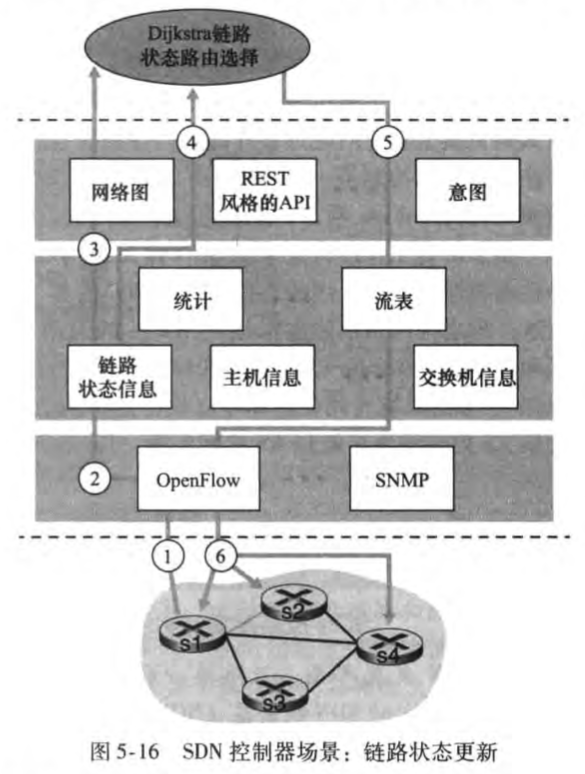 Dijkstra链路
状态路由选择
4
5
网络图
REST
风格的API
意图
3
统计
流表
链路
状态信息
主机信息
交换机信息
2
OpenFlow
SNMP
1
6
s1
s2
s4
s3
图 5-16 SDN 控制器场景：链路状态更新